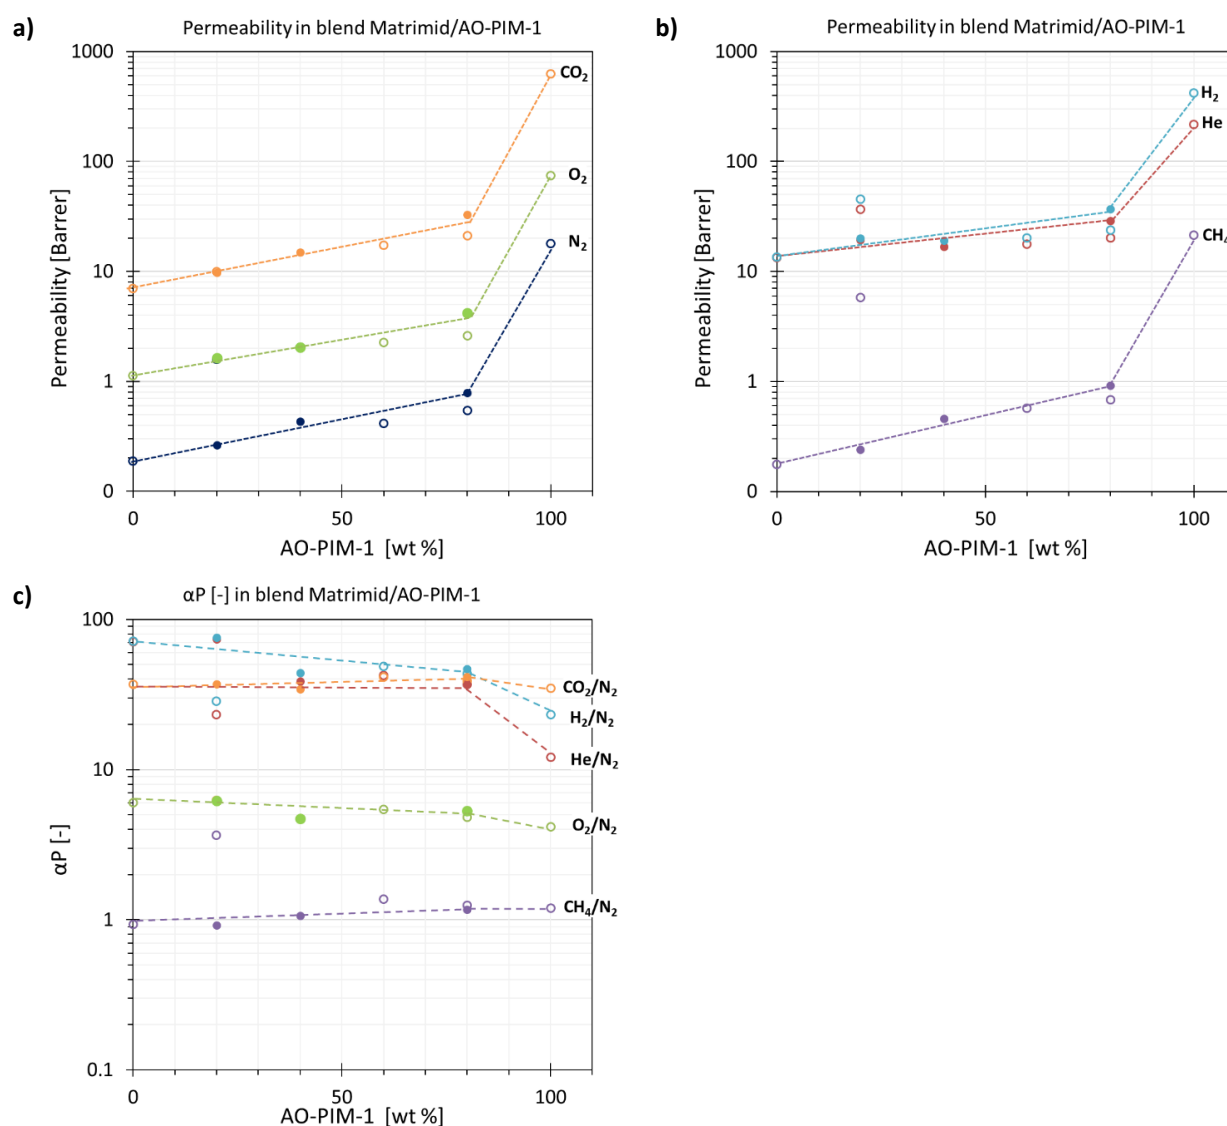 a)
Permeability in blend Matrimid/AO-PIM-1
1000
100
10
1
0
Permeability [Barrer]
CO₂
O₂
N₂
0
50
100
AO-PIM-1 [wt %]
b)
Permeability in blend Matrimid/AO-PIM-1
1000
100
10
1
0
Permeability [Barrer]
H₂
He
CH₄
0
50
100
AO-PIM-1 [wt %]
c)
αP [-] in blend Matrimid/AO-PIM-1
100
10
1
0.1
αP [-]
CO₂/N₂
H₂/N₂
He/N₂
O₂/N₂
CH₄/N₂
0
50
100
AO-PIM-1 [wt %]